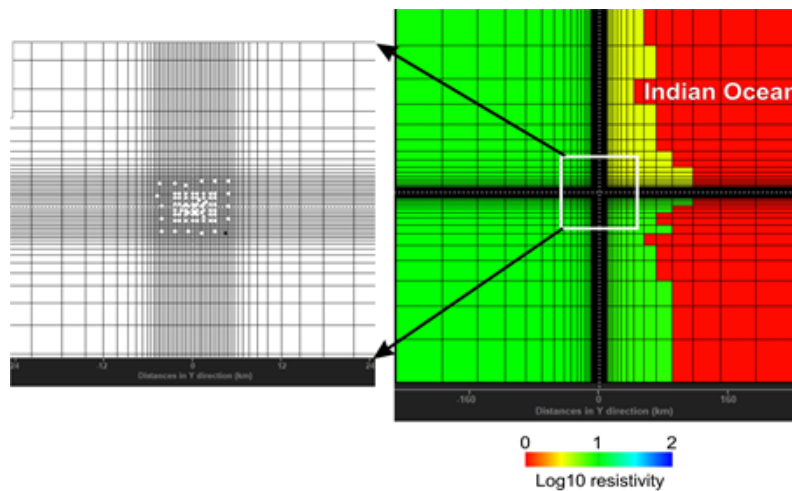 Indian Ocean
24 -12 0 12 24
Distances in Y direction (km)
-160 0 160
Distances in Y direction (km)
0 1 2
Log10 resistivity